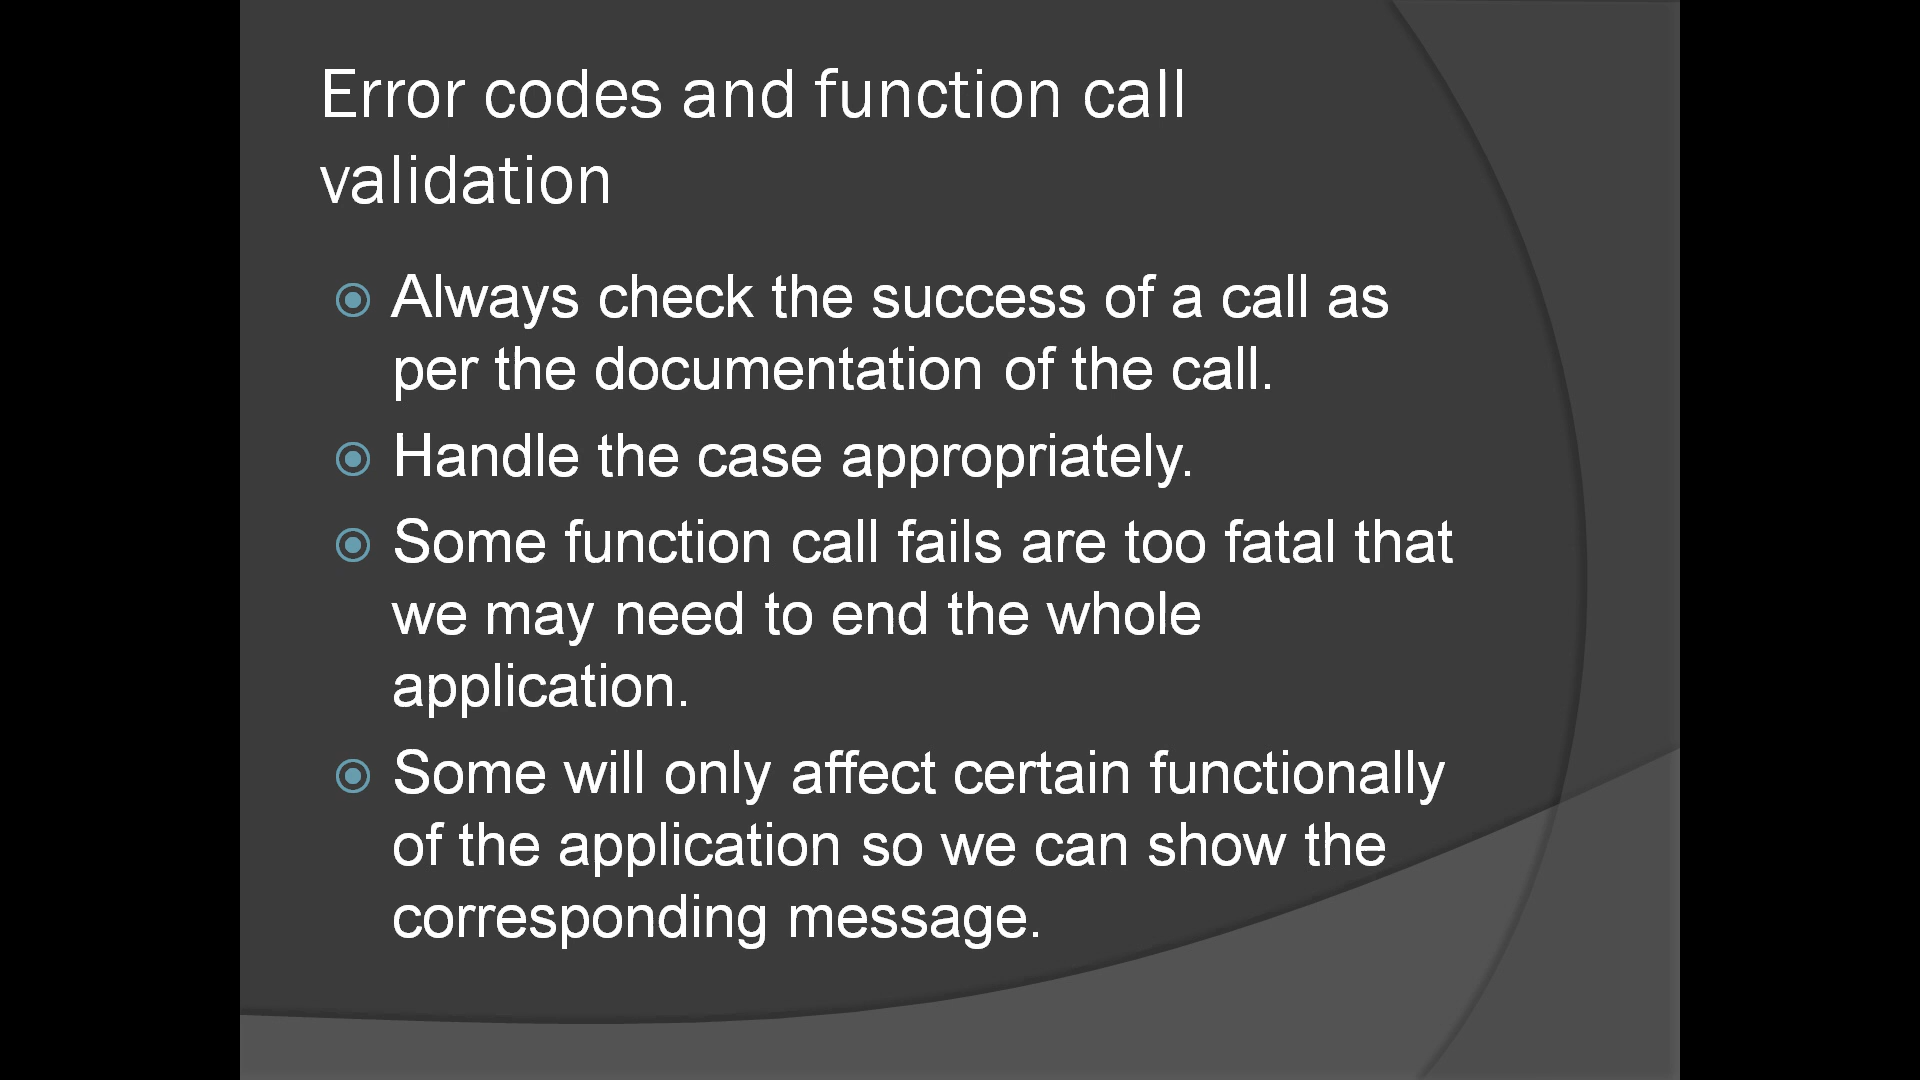 Error codes and function call
validation
Always check the success of a call as
per the documentation of the call.
Handle the case appropriately.
Some function call fails are too fatal that
we may need to end the whole
application.
Some will only affect certain functionally
of the application so we can show the
corresponding message.